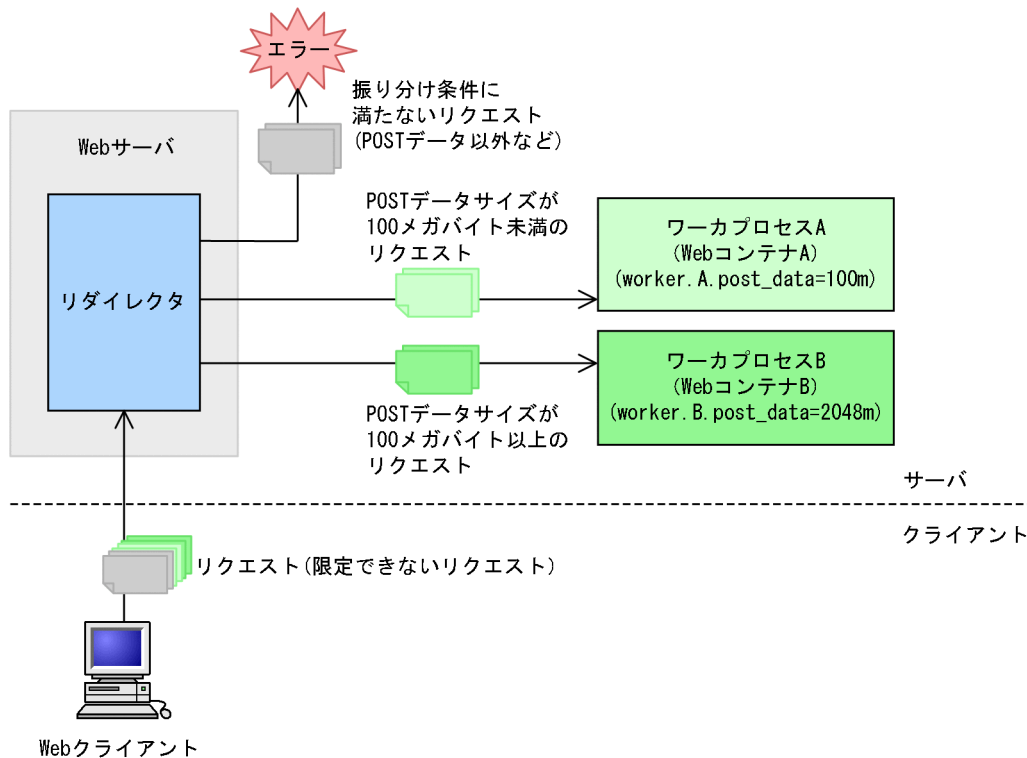 エラー
振り分け条件に
満たないリクエスト
(POSTデータ以外など)
Webサーバ
リダイレクタ
POSTデータサイズが
100メガバイト未満の
リクエスト
ワーカプロセスA
(WebコンテナA)
(worker.A.post_data=100m)
ワーカプロセスB
(WebコンテナB)
(worker.B.post_data=2048m)
POSTデータサイズが
100メガバイト以上の
リクエスト
サーバ
クライアント
リクエスト(限定できないリクエスト)
Webクライアント